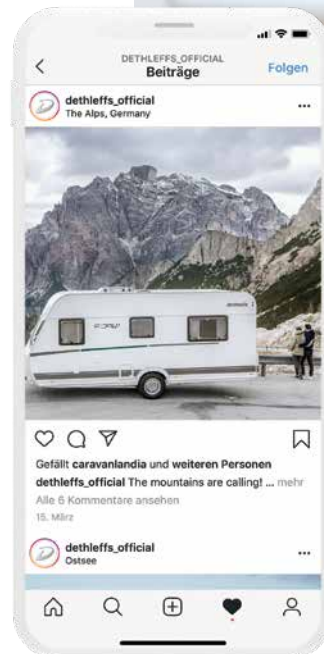 DETHLEFFS_OFFICIAL
Beiträge
Folgen
dethleffs_official
The Alps, Germany
Gefällt caravanlandia und weiteren Personen
dethleffs_official The mountains are calling! ... mehr
Alle 6 Kommentare ansehen
15. März
dethleffs_official
Ostsee